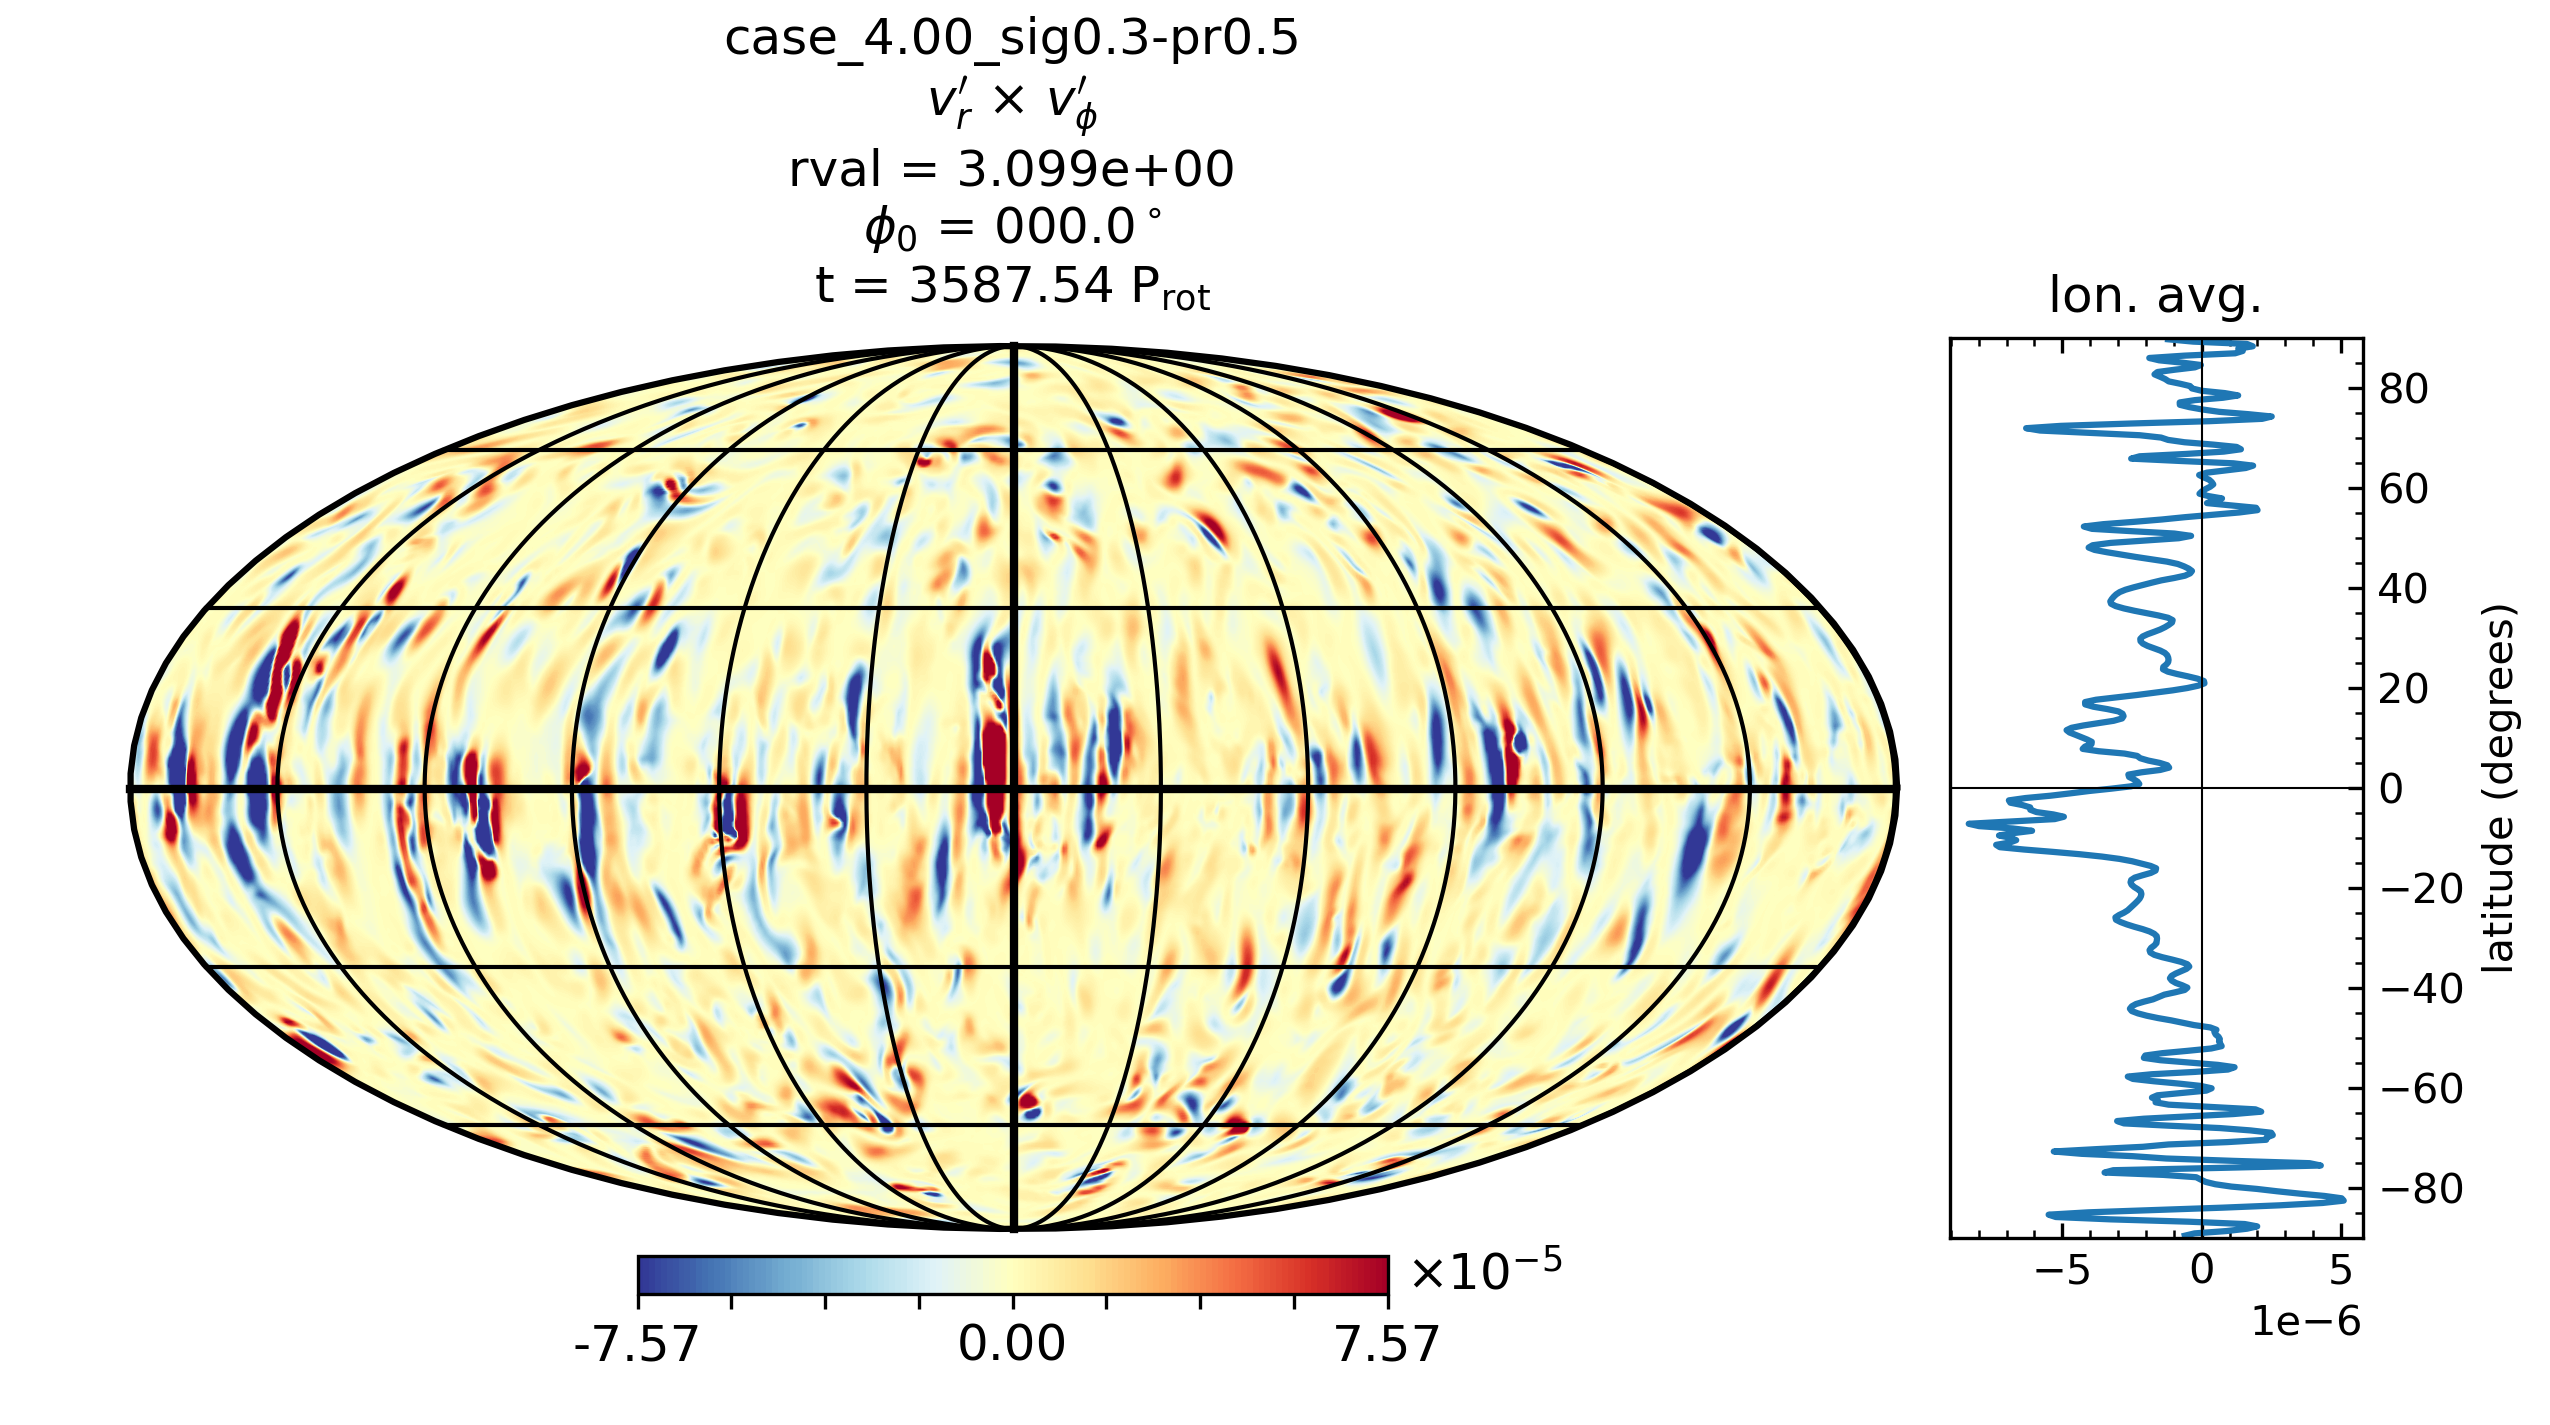 case_4.00_sig0.3-pr0.5
v′r × v′ϕ
rval = 3.099e+00
ϕ0 = 000.0°
t = 3587.54 Prot
lon. avg.
80
60
40
20
0
−20
−40
−60
−80
latitude (degrees)
−5 0 5
1e−6
×10−5
-7.57 0.00 7.57